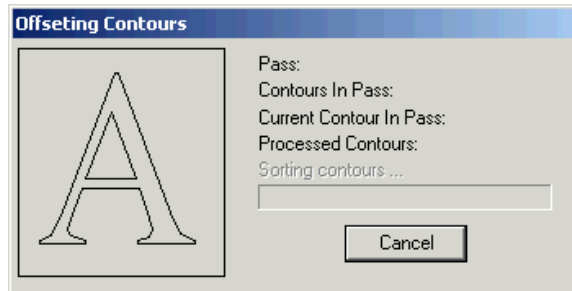 Offseting Contours
A
Pass:
Contours In Pass:
Current Contour In Pass:
Processed Contours:
Sorting contours ...
Cancel